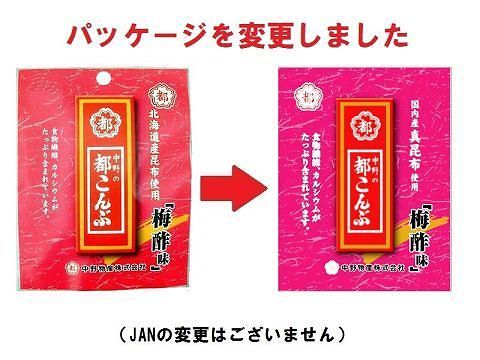 パッケージを変更しました
都
北海道産昆布使用
都
食物繊維、カルシウムが
たっぷり含まれています。
中野の
都こんぶ
『梅酢味』
都 中野物産株式会社
都
国内産真昆布使用
都
食物繊維、カルシウムが
たっぷり含まれています。
中野の
都こんぶ
『梅酢味』
中野物産株式会社
（JANの変更はございません）